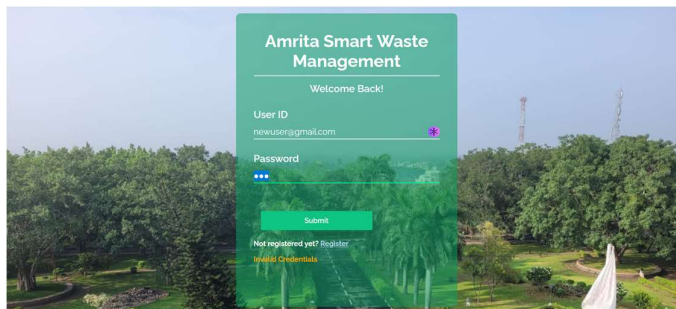 Amrita Smart Waste
Management
Welcome Back!
User ID
newuser@gmail.com
Password
Submit
Not registered yet? Register
Invalid Credentials